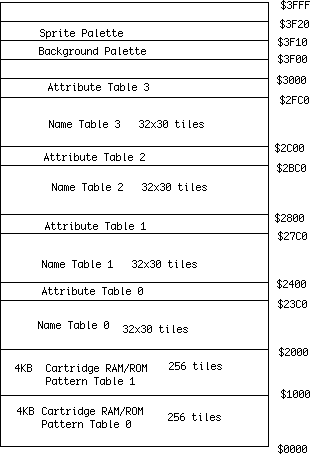 $3FFF
$3F20
Sprite Palette
$3F10
Background Palette
$3F00
$3000
Attribute Table 3
$2FC0
Name Table 3 32x30 tiles
$2C00
Attribute Table 2
$2BC0
Name Table 2 32x30 tiles
$2800
Attribute Table 1
$27C0
Name Table 1 32x30 tiles
$2400
Attribute Table 0
$23C0
Name Table 0 32x30 tiles
$2000
4KB Cartridge RAM/ROM 256 tiles
Pattern Table 1
$1000
4KB Cartridge RAM/ROM 256 tiles
Pattern Table 0
$0000